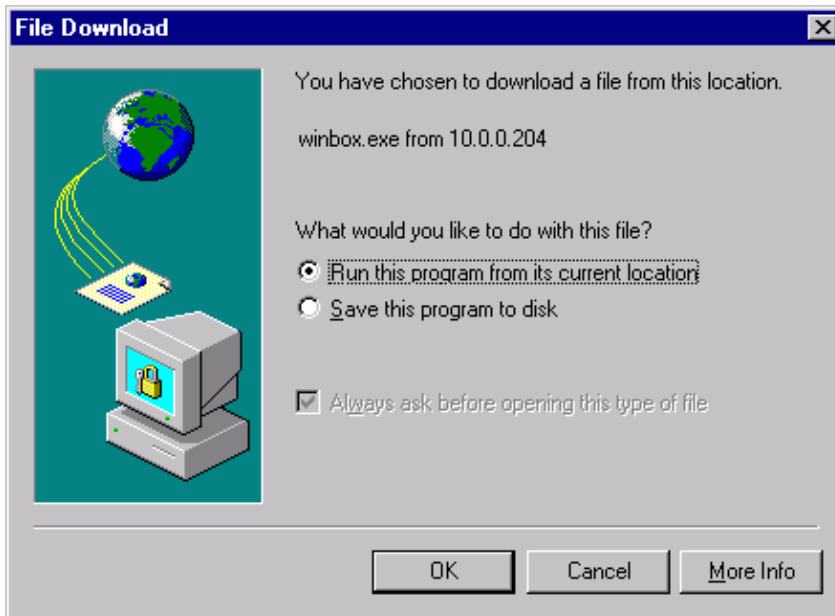 File Download
You have chosen to download a file from this location.
winbox.exe from 10.0.0.204
What would you like to do with this file?
Run this program from its current location
Save this program to disk
Always ask before opening this type of file
OK
Cancel
More Info